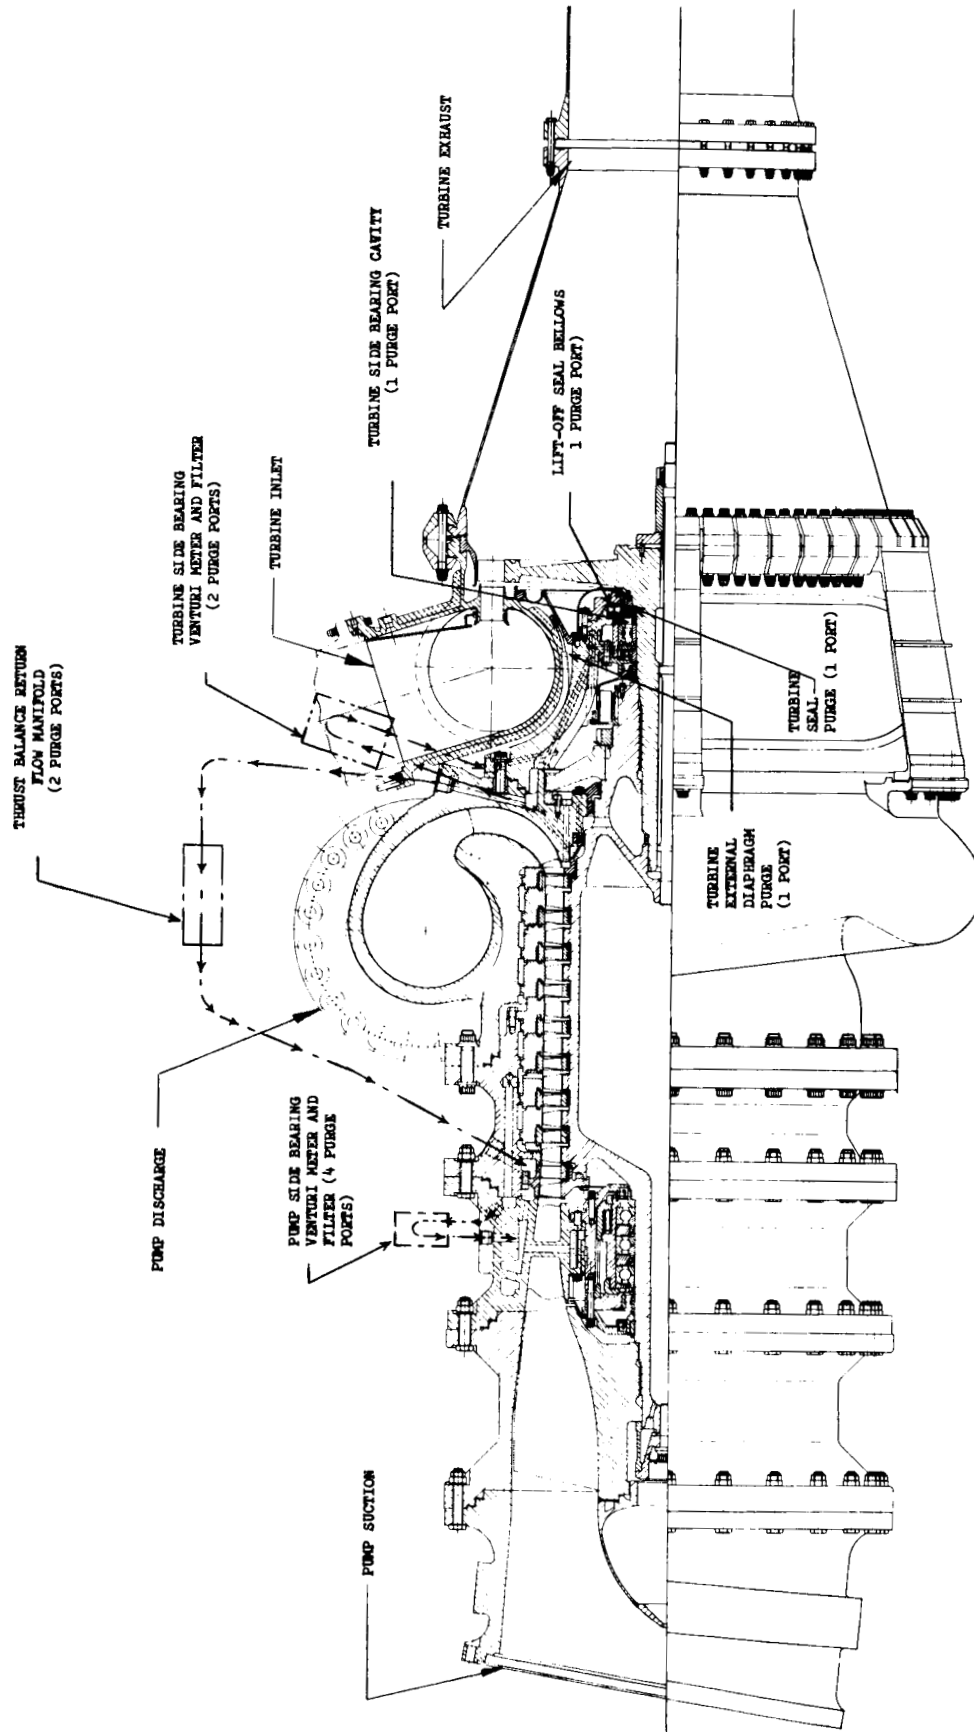 PUMP SUCTION
PUMP SIDE BEARING
VENTURI METER AND
FILTER (4 PURGE
PORTS)
PUMP DISCHARGE
THRUST BALANCE RETURN
FLOW MANIFOLD
(2 PURGE PORTS)
TURBINE SIDE BEARING
VENTURI METER AND FILTER
(2 PURGE PORTS)
TURBINE INLET
TURBINE SIDE BEARING CAVITY
(1 PURGE PORT)
TURBINE EXHAUST
LIFT-OFF SEAL BELLOWS
1 PURGE PORT)
TURBINE
SEAL
PURGE (1 PORT)
TURBINE
EXTERNAL
DIAPHRAGM
PURGE
(1 PORT)